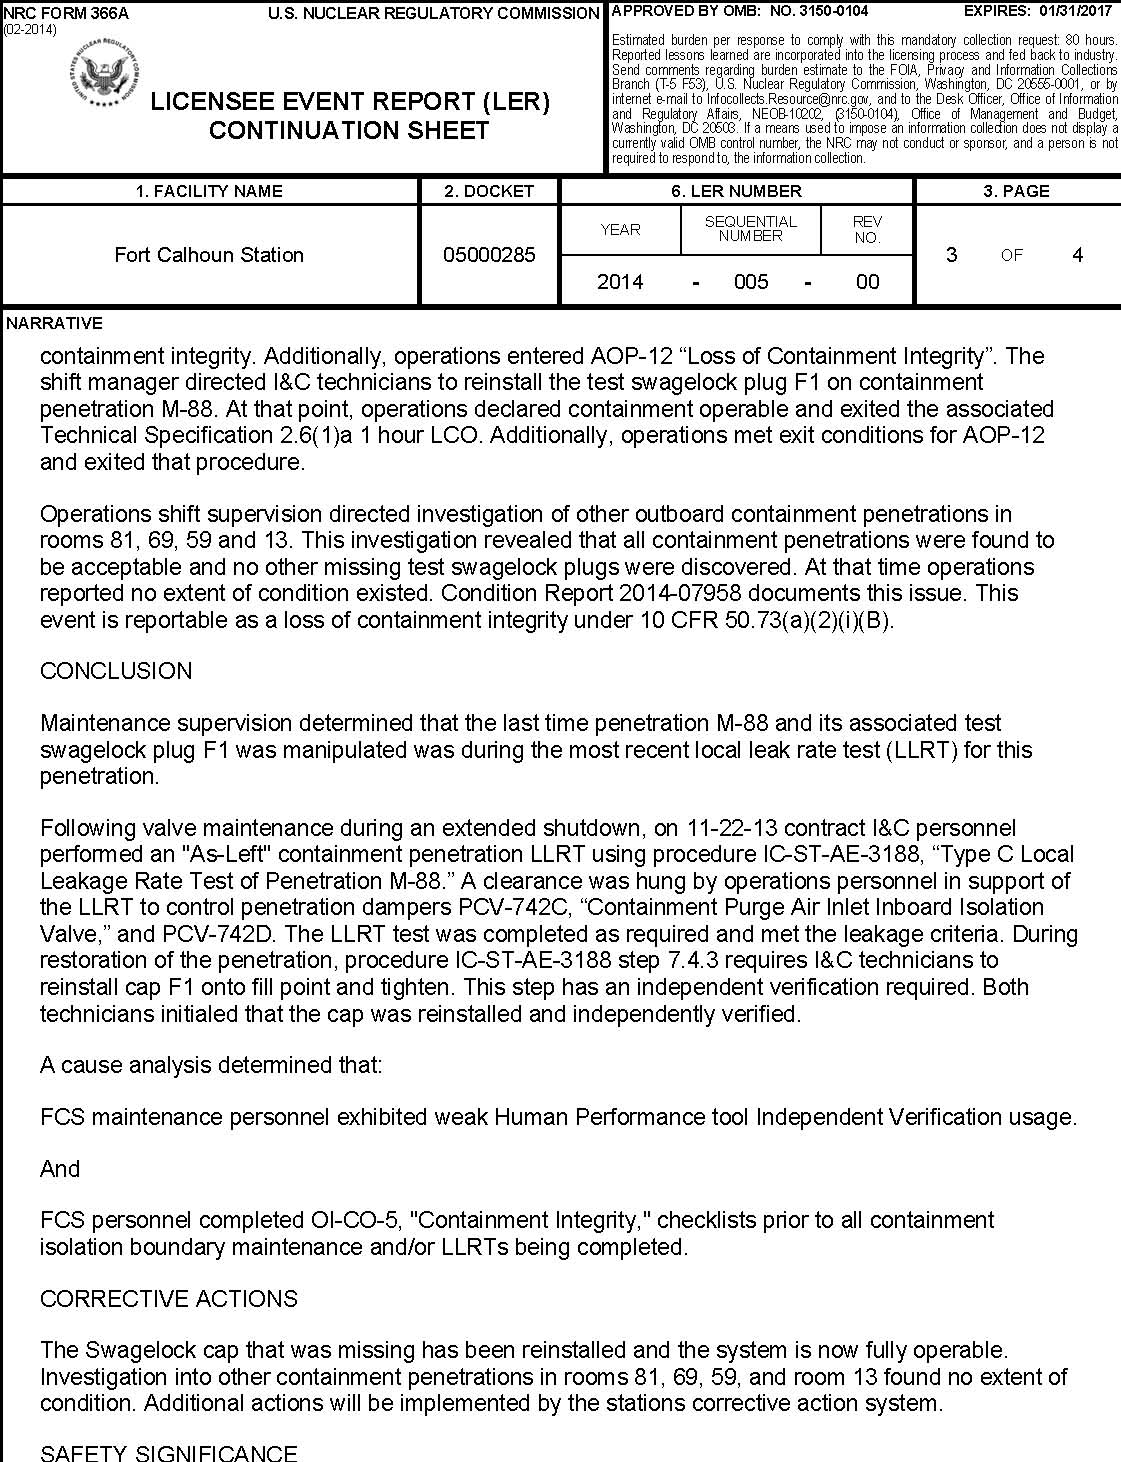 NRC FORM 366A
(02-2014)
U.S. NUCLEAR REGULATORY COMMISSION
LICENSEE EVENT REPORT (LER)
CONTINUATION SHEET
APPROVED BY OMB: NO. 3150-0104 EXPIRES: 01/31/2017
Estimated burden per response to comply with this mandatory collection request: 80 hours.
Reported lessons learned are incorporated into the licensing process and fed back to industry.
Send comments regarding burden estimate to the FOIA, Privacy and Information Collections
Branch (T-5 F53), U.S. Nuclear Regulatory Commission, Washington, DC 20555-0001, or by
internet e-mail to Infocollects.Resource@nrc.gov, and to the Desk Officer, Office of Information
and Regulatory Affairs, NEOB-10202, (3150-0104), Office of Management and Budget,
Washington, DC 20503. If a means used to impose an information collection does not display a
currently valid OMB control number, the NRC may not conduct or sponsor, and a person is not
required to respond to, the information collection.
1. FACILITY NAME 2. DOCKET 6. LER NUMBER 3. PAGE
Fort Calhoun Station
05000285
YEAR
SEQUENTIAL
NUMBER
REV
NO.
2014 - 005 - 00
3 OF 4
NARRATIVE
containment integrity. Additionally, operations entered AOP-12 “Loss of Containment Integrity”. The
shift manager directed I&C technicians to reinstall the test swagelock plug F1 on containment
penetration M-88. At that point, operations declared containment operable and exited the associated
Technical Specification 2.6(1)a 1 hour LCO. Additionally, operations met exit conditions for AOP-12
and exited that procedure.
Operations shift supervision directed investigation of other outboard containment penetrations in
rooms 81, 69, 59 and 13. This investigation revealed that all containment penetrations were found to
be acceptable and no other missing test swagelock plugs were discovered. At that time operations
reported no extent of condition existed. Condition Report 2014-07958 documents this issue. This
event is reportable as a loss of containment integrity under 10 CFR 50.73(a)(2)(i)(B).
CONCLUSION
Maintenance supervision determined that the last time penetration M-88 and its associated test
swagelock plug F1 was manipulated was during the most recent local leak rate test (LLRT) for this
penetration.
Following valve maintenance during an extended shutdown, on 11-22-13 contract I&C personnel
performed an "As-Left" containment penetration LLRT using procedure IC-ST-AE-3188, “Type C Local
Leakage Rate Test of Penetration M-88.” A clearance was hung by operations personnel in support of
the LLRT to control penetration dampers PCV-742C, “Containment Purge Air Inlet Inboard Isolation
Valve,” and PCV-742D. The LLRT test was completed as required and met the leakage criteria. During
restoration of the penetration, procedure IC-ST-AE-3188 step 7.4.3 requires I&C technicians to
reinstall cap F1 onto fill point and tighten. This step has an independent verification required. Both
technicians initialed that the cap was reinstalled and independently verified.
A cause analysis determined that:
FCS maintenance personnel exhibited weak Human Performance tool Independent Verification usage.
And
FCS personnel completed OI-CO-5, "Containment Integrity," checklists prior to all containment
isolation boundary maintenance and/or LLRTs being completed.
CORRECTIVE ACTIONS
The Swagelock cap that was missing has been reinstalled and the system is now fully operable.
Investigation into other containment penetrations in rooms 81, 69, 59, and room 13 found no extent of
condition. Additional actions will be implemented by the stations corrective action system.
SAFETY SIGNIFICANCE